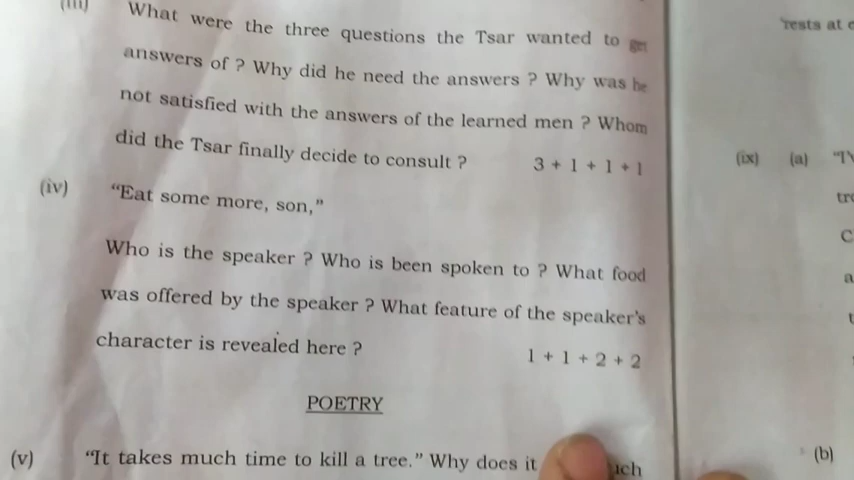 (iii) What were the three questions the Tsar wanted to get
answers of ? Why did he need the answers ? Why was he
not satisfied with the answers of the learned men ? Whom
did the Tsar finally decide to consult ? 3 + 1 + 1 + 1
(iv) “Eat some more, son,”
Who is the speaker ? Who is been spoken to ? What food
was offered by the speaker ? What feature of the speaker's
character is revealed here ? 1 + 1 + 2 + 2
POETRY
(v) “It takes much time to kill a tree.” Why does it
(ix) (a)
(b)